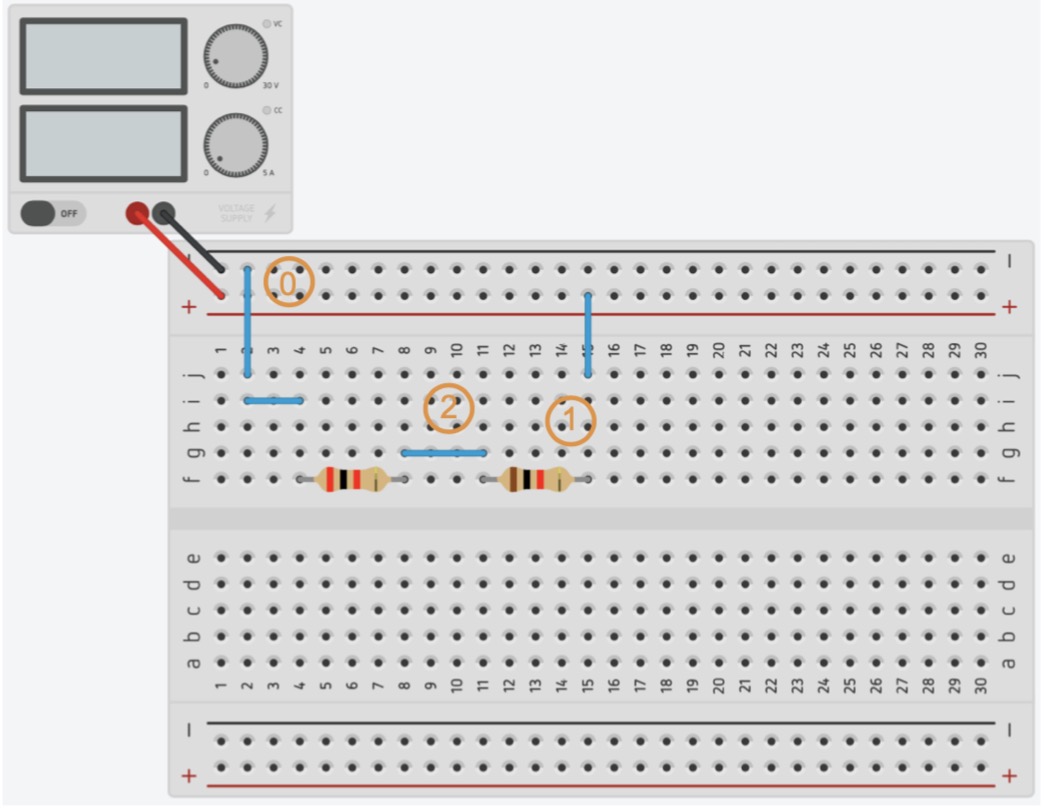 VC
0 30 V
CC
0 5 A
OFF VOLTAGE
SUPPLY
− −
0
+ +
1 2 3 4 5 6 7 8 9 10 11 12 13 14 15 16 17 18 19 20 21 22 23 24 25 26 27 28 29 30
j j
i i
2
h 1 h
g g
f f
e e
d d
c c
b b
a a
1 2 3 4 5 6 7 8 9 10 11 12 13 14 15 16 17 18 19 20 21 22 23 24 25 26 27 28 29 30
− −
+ +